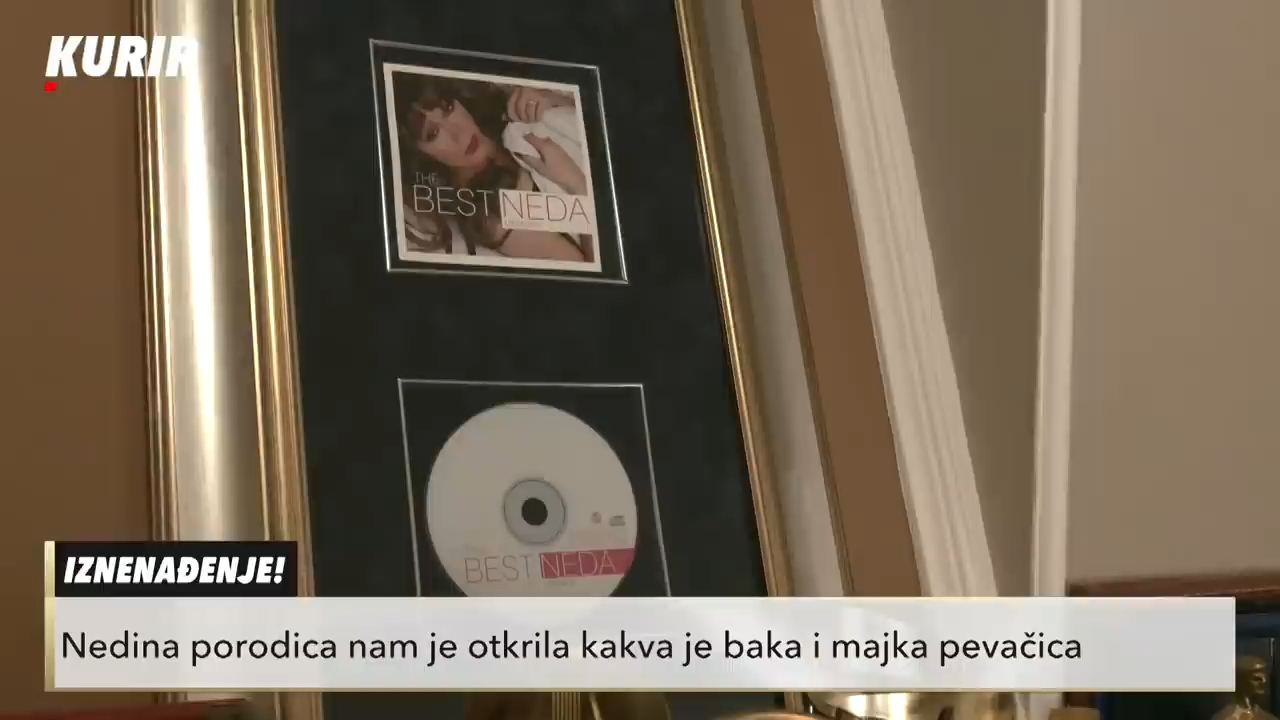 KURIR
THE
BEST NEDA
BEST NEDA
IZNENAĐENJE!
Nedina porodica nam je otkrila kakva je baka i majka pevačica